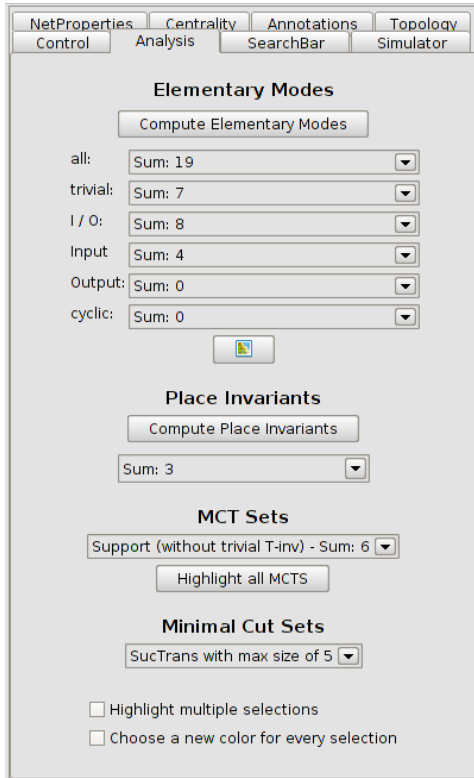 NetProperties Centrality Annotations Topology
Control Analysis SearchBar Simulator
Elementary Modes
Compute Elementary Modes
all: Sum: 19
trivial: Sum: 7
I / O: Sum: 8
Input Sum: 4
Output: Sum: 0
cyclic: Sum: 0
Place Invariants
Compute Place Invariants
Sum: 3
MCT Sets
Support (without trivial T-inv) - Sum: 6
Highlight all MCTS
Minimal Cut Sets
SucTrans with max size of 5
Highlight multiple selections
Choose a new color for every selection